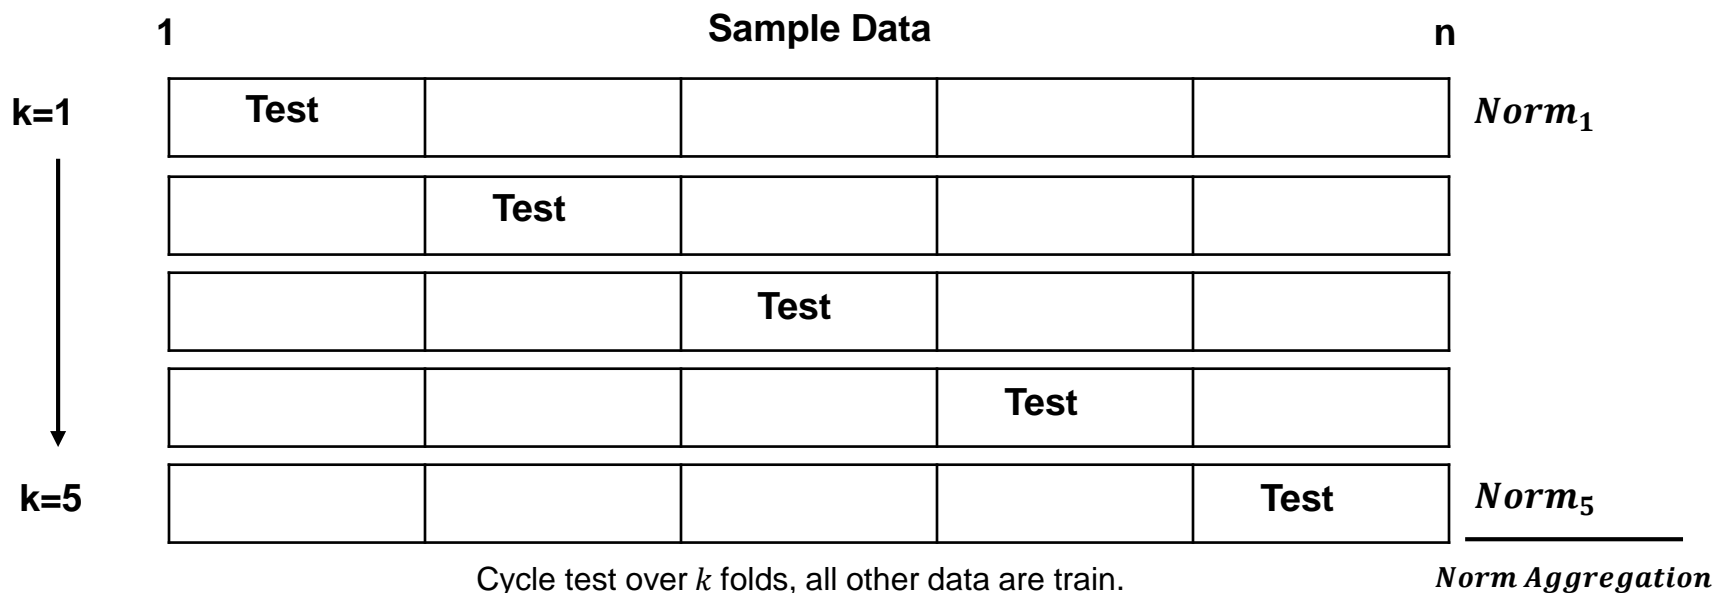 1 Sample Data n
k=1 Test Norm₁
Test
Test
Test
k=5 Test Norm₅
Cycle test over k folds, all other data are train. Norm Aggregation